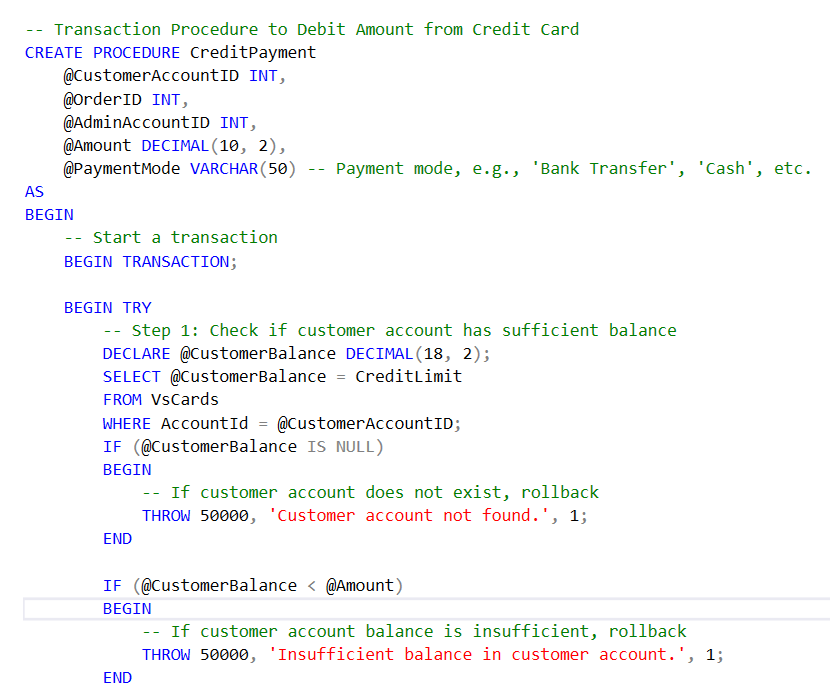 -- Transaction Procedure to Debit Amount from Credit Card
CREATE PROCEDURE CreditPayment
    @CustomerAccountID INT,
    @OrderID INT,
    @AdminAccountID INT,
    @Amount DECIMAL(10, 2),
    @PaymentMode VARCHAR(50) -- Payment mode, e.g., 'Bank Transfer', 'Cash', etc.
AS
BEGIN
    -- Start a transaction
    BEGIN TRANSACTION;

    BEGIN TRY
        -- Step 1: Check if customer account has sufficient balance
        DECLARE @CustomerBalance DECIMAL(18, 2);
        SELECT @CustomerBalance = CreditLimit
        FROM VsCards
        WHERE AccountId = @CustomerAccountID;
        IF (@CustomerBalance IS NULL)
        BEGIN
            -- If customer account does not exist, rollback
            THROW 50000, 'Customer account not found.', 1;
        END

        IF (@CustomerBalance < @Amount)
        BEGIN
            -- If customer account balance is insufficient, rollback
            THROW 50000, 'Insufficient balance in customer account.', 1;
        END